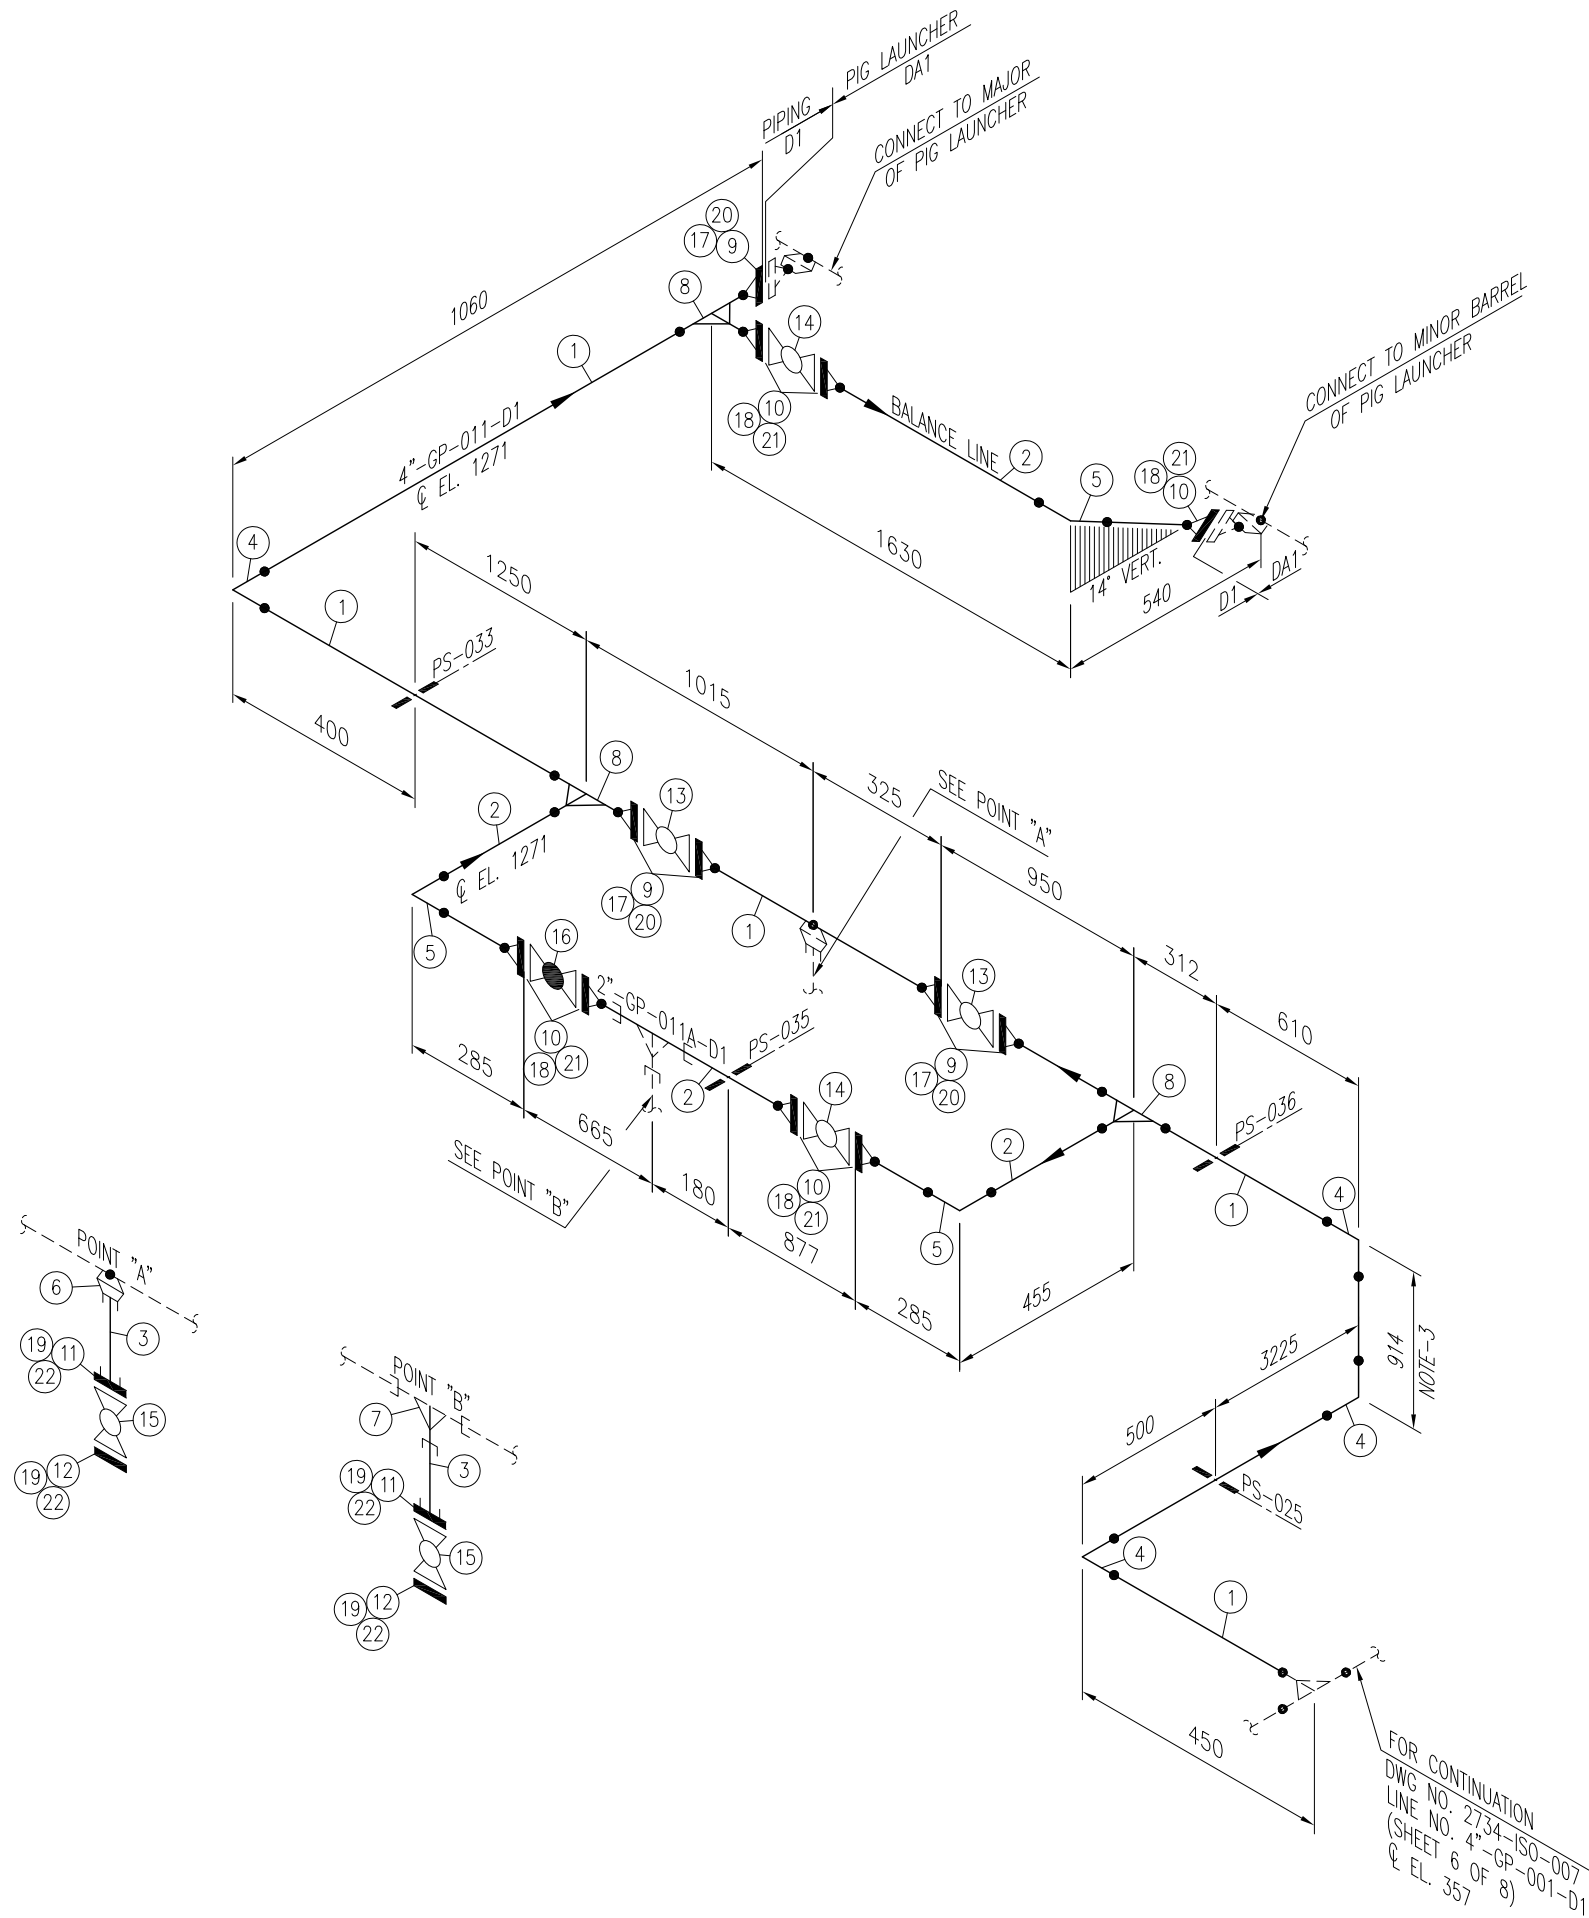 PIG LAUNCHER
DA1
PIPING
D1
CONNECT TO MAJOR
OF PIG LAUNCHER
1060
20
17
9
8
14
1
18
10
21
4"-GP-011-D1
℄ EL. 1271
BALANCE LINE
2
5
CONNECT TO MINOR BARREL
OF PIG LAUNCHER
18
21
10
14° VERT.
1630
540
D1
DA1
4
1
1250
PS-033
400
1015
8
13
325
SEE POINT "A"
2
℄ EL. 1271
950
17
9
20
1
5
16
2"-GP-011A-D1
10
18
21
PS-035
2
13
312
610
17
9
20
14
8
PS-036
285
665
SEE POINT "B"
180
18
10
21
2
1
4
5
877
285
455
914
NOTE-3
3225
4
500
PS-025
4
1
450
FOR CONTINUATION
DWG NO. 2734-ISO-007
LINE NO. 4"-GP-001-D1
(SHEET 6 OF 8)
℄ EL. 357
POINT "A"
6
3
19
11
22
15
19
12
22
POINT "B"
7
3
19
11
22
15
19
12
22